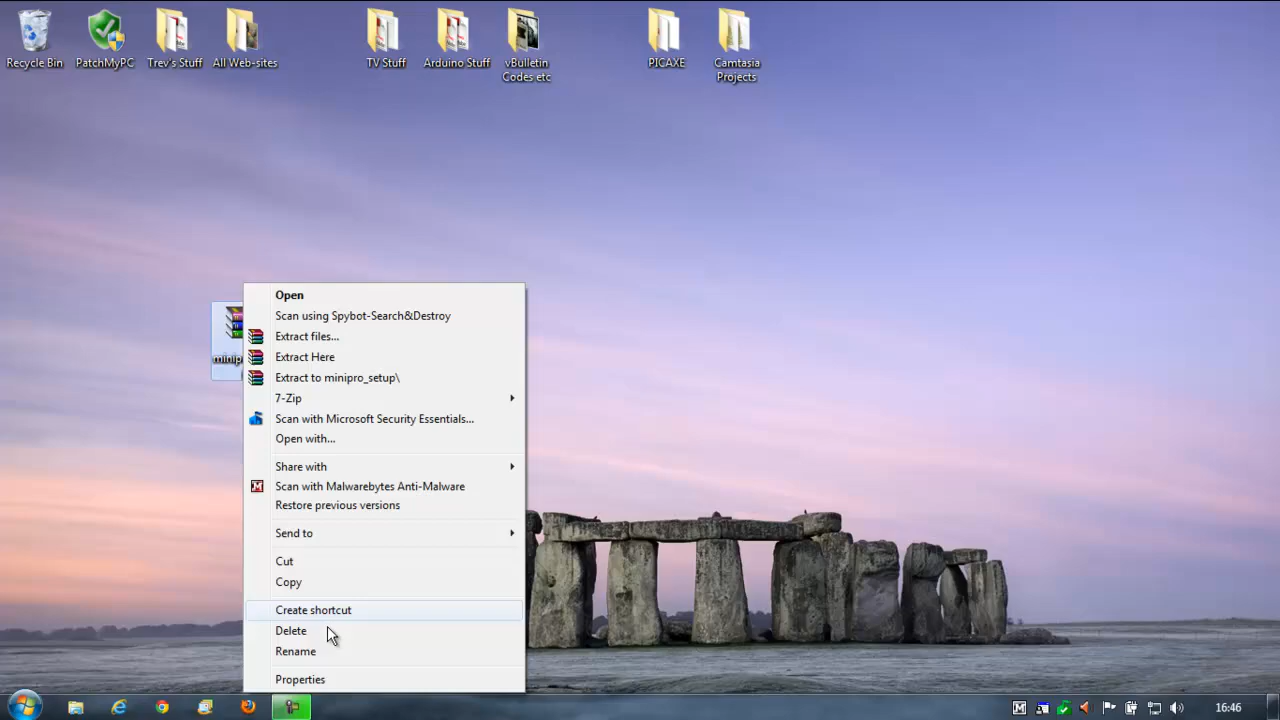 Recycle Bin
PatchMyPC
Trev's Stuff
All Web-sites
TV Stuff
Arduino Stuff
vBulletin
Codes etc
PICAXE
Camtasia
Projects
Open
Scan using Spybot-Search&Destroy
Extract files...
Extract Here
Extract to minipro_setup\
7-Zip
Scan with Microsoft Security Essentials...
Open with...
Share with
Scan with Malwarebytes Anti-Malware
Restore previous versions
Send to
Cut
Copy
Create shortcut
Delete
Rename
Properties
16:46